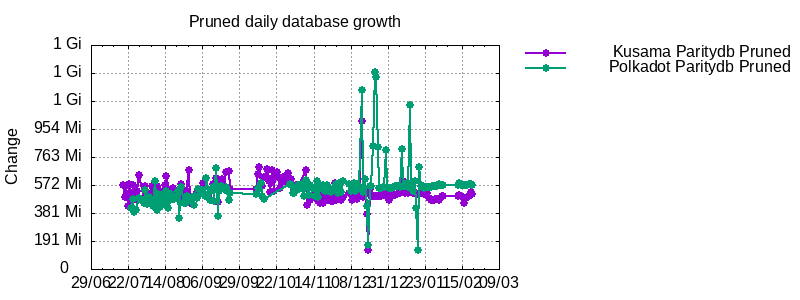 Pruned daily database growth
Kusama Paritydb Pruned
Polkadot Paritydb Pruned
Change
1 Gi
1 Gi
1 Gi
954 Mi
763 Mi
572 Mi
381 Mi
191 Mi
0
29/06 22/07 14/08 06/09 29/09 22/10 14/11 08/12 31/12 23/01 15/02 09/03